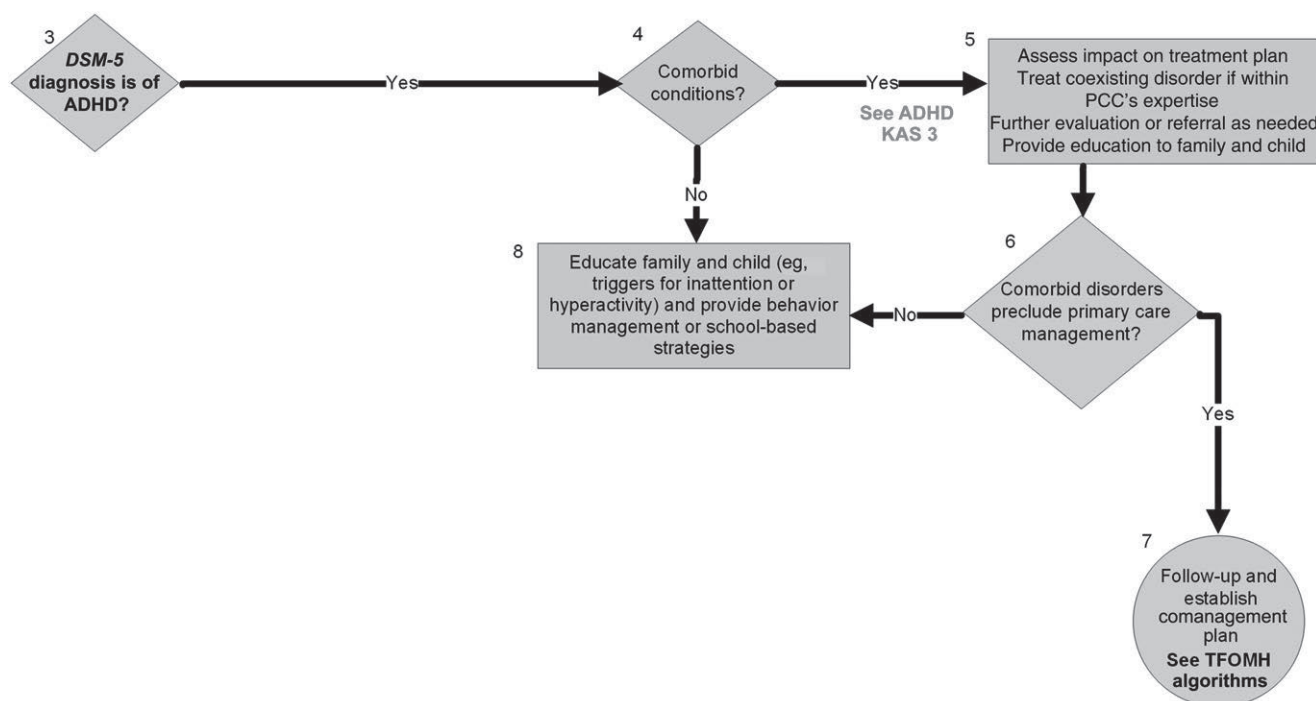 3
DSM-5
diagnosis is of
ADHD?
Yes
4
Comorbid
conditions?
Yes
See ADHD
KAS 3
5
Assess impact on treatment plan
Treat coexisting disorder if within
PCC's expertise
Further evaluation or referral as needed
Provide education to family and child
No
8
Educate family and child (eg,
triggers for inattention or
hyperactivity) and provide behavior
management or school-based
strategies
No
6
Comorbid disorders
preclude primary care
management?
Yes
7
Follow-up and
establish
comanagement
plan
See TFOMH
algorithms